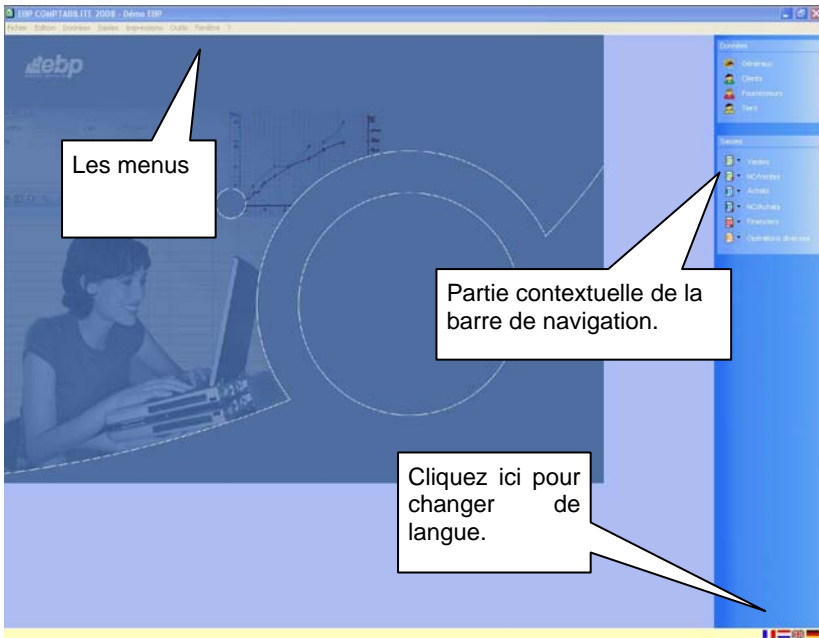 EBP COMPTABILITE 2008 - Démo EBP
Fichier Edition Données Saisies Impressions Outils Fenêtre ?
ebp
Les menus
Données
Généraux
Clients
Fournisseurs
Tiers
Saisies
Ventes
NC/Ventes
Achats
NC/Achats
Financiers
Opérations diverses
Partie contextuelle de la
barre de navigation.
Cliquez ici pour
changer de
langue.